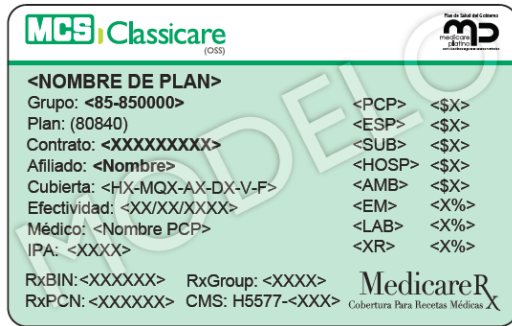 MCS Classicare
(OSS)
Plan de Salud del Gobierno
mp
medicare
platino
<NOMBRE DE PLAN>
Grupo: <85-850000>
Plan: (80840)
Contrato: <XXXXXXXXX>
Afiliado: <Nombre>
Cubierta: <HX-MQX-AX-DX-V-F>
Efectividad: <XX/XX/XXXX>
Médico: <Nombre PCP>
IPA: <XXXX>
<PCP> <$X>
<ESP> <$X>
<SUB> <$X>
<HOSP> <$X>
<AMB> <$X>
<EM> <X%>
<LAB> <X%>
<XR> <X%>
RxBIN:<XXXXXX> RxGroup: <XXXX>
RxPCN: <XXXXXX> CMS: H5577-<XXX>
MedicareRx
Cobertura Para Recetas Médicas
MODELO